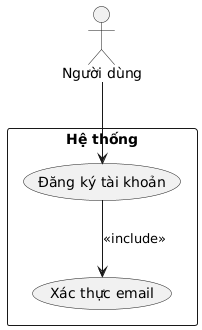 Người dùng
Hệ thống
Đăng ký tài khoản
«include»
Xác thực email